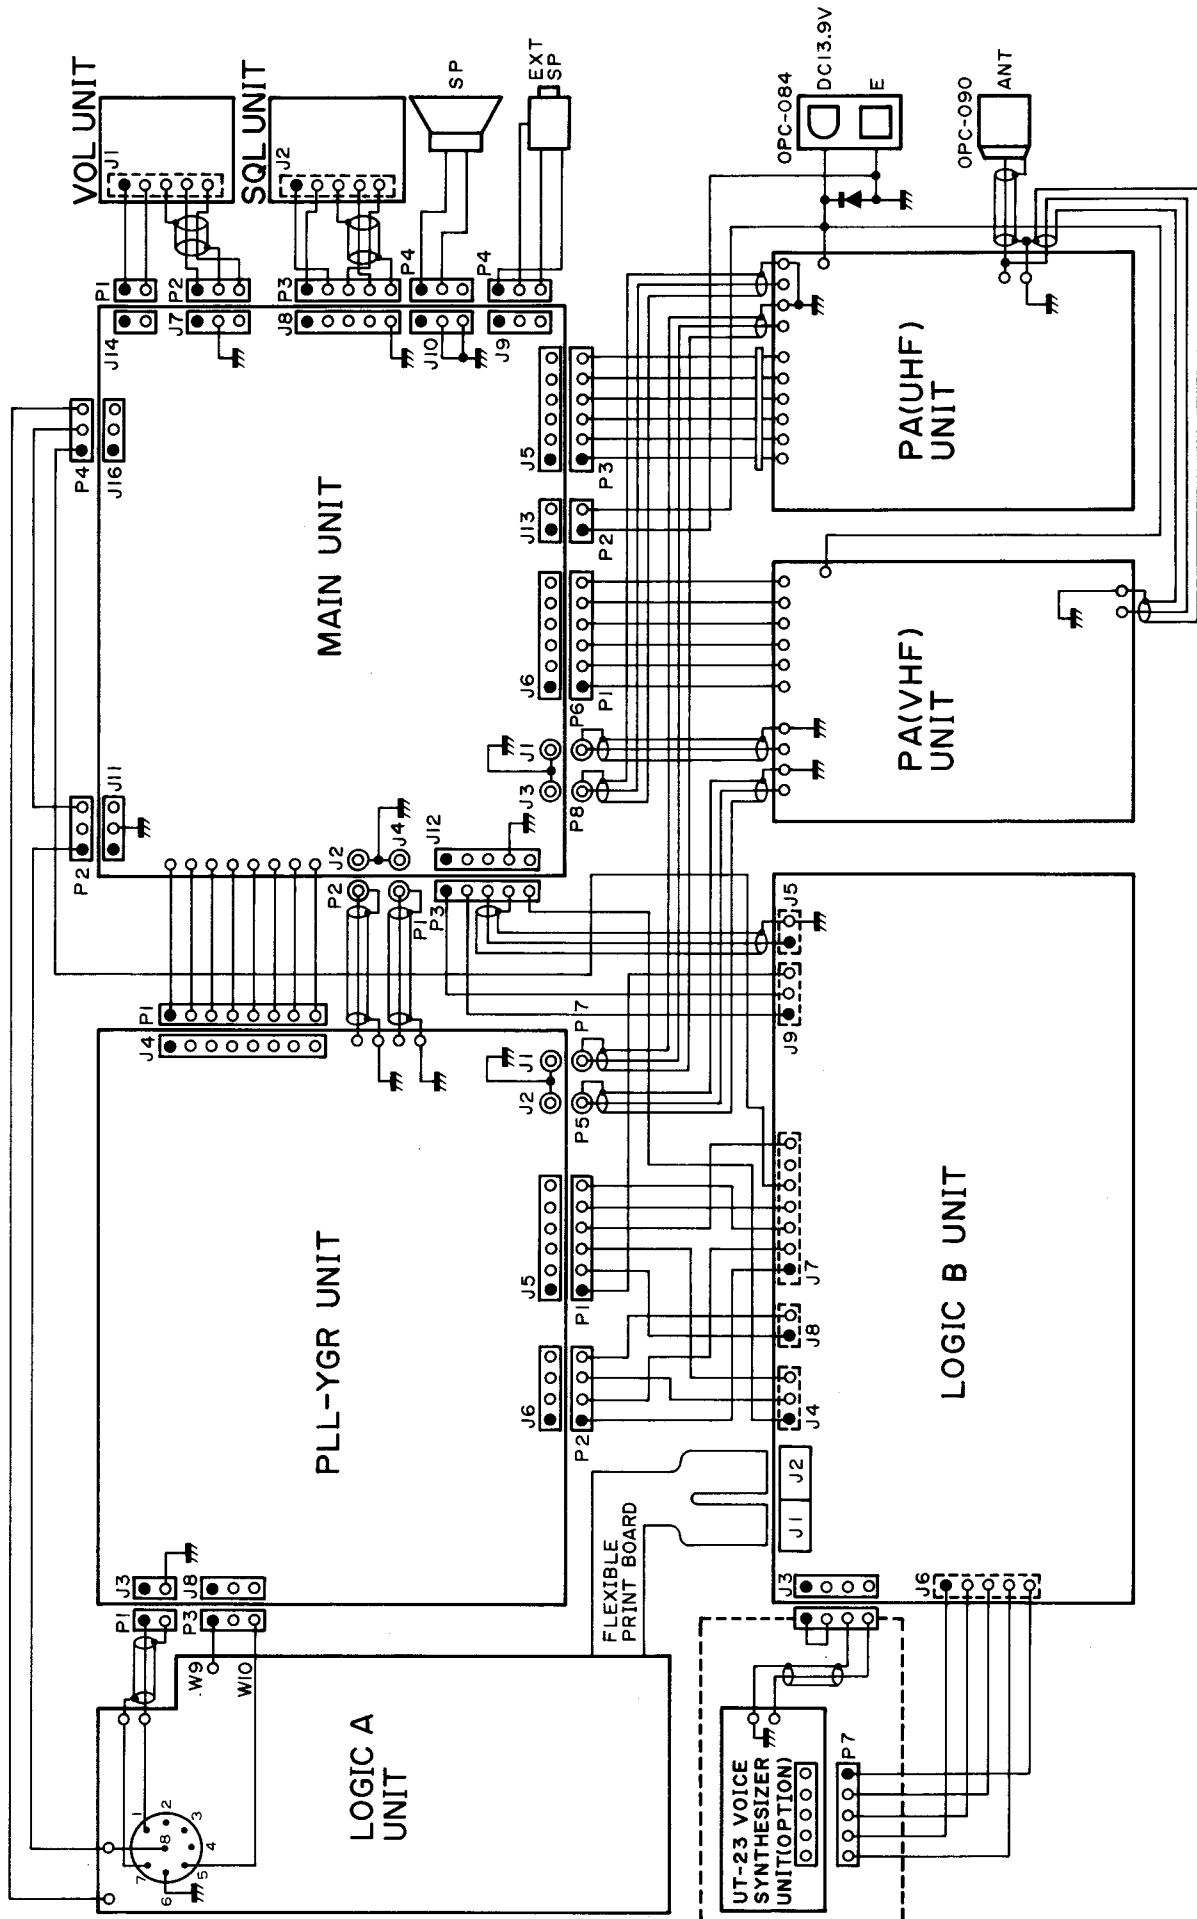 VOL UNIT
J1
SQL UNIT
J2
SP
EXT
SP
P1
P2
P3
P4
P4
J14
J7
J8
J10
J9
P4
J16
MAIN UNIT
J5
P3
J13
P2
J6
P1
P6
J1
J3
P8
P2
J11
J2
J4
J12
P2
P1
P3
OPC-084
DC13.9V
E
OPC-090
ANT
PA(UHF)
UNIT
PA(VHF)
UNIT
P1
J4
PLL-YGR UNIT
J1
J2
P7
P5
J5
P1
J6
P2
J3
J8
P1
P3
W9
W10
LOGIC A
UNIT
1
2
3
4
5
6
7
8
FLEXIBLE
PRINT BOARD
LOGIC B UNIT
J5
J9
J7
J8
J4
J2
J1
J3
J6
UT-23 VOICE
SYNTHESIZER
UNIT(OPTION)
P7